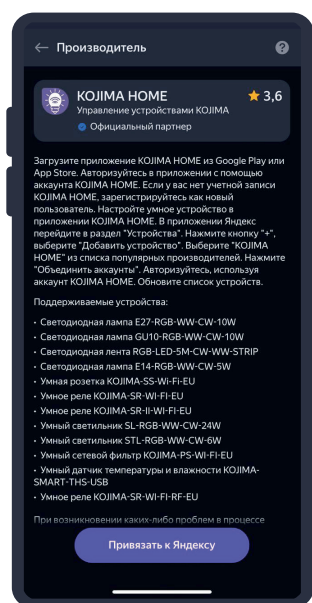 ← Производитель
?
KOJIMA HOME
★ 3,6
Управление устройствами KOJIMA
Официальный партнер
Загрузите приложение KOJIMA HOME из Google Play или
App Store. Авторизуйтесь в приложении с помощью
аккаунта KOJIMA HOME. Если у вас нет учетной записи
KOJIMA HOME, зарегистрируйтесь как новый
пользователь. Настройте умное устройство в
приложении KOJIMA HOME. В приложении Яндекс
перейдите в раздел "Устройства". Нажмите кнопку "+",
выберите "Добавить устройство". Выберите "KOJIMA
HOME" из списка популярных производителей. Нажмите
"Объединить аккаунты". Авторизуйтесь, используя
аккаунт KOJIMA HOME. Обновите список устройств.
Поддерживаемые устройства:
• Светодиодная лампа E27-RGB-WW-CW-10W
• Светодиодная лампа GU10-RGB-WW-CW-10W
• Светодиодная лента RGB-LED-5M-CW-WW-STRIP
• Светодиодная лампа E14-RGB-WW-CW-5W
• Умная розетка KOJIMA-SS-Wi-Fi-EU
• Умное реле KOJIMA-SR-WI-FI-EU
• Умное реле KOJIMA-SR-II-WI-FI-EU
• Умный светильник SL-RGB-WW-CW-24W
• Умный светильник STL-RGB-WW-CW-6W
• Умный сетевой фильтр KOJIMA-PS-WI-FI-EU
• Умный датчик температуры и влажности KOJIMA-
SMART-THS-USB
• Умное реле KOJIMA-SR-WI-FI-RF-EU
При возникновении каких-либо проблем в процессе
Привязать к Яндексу